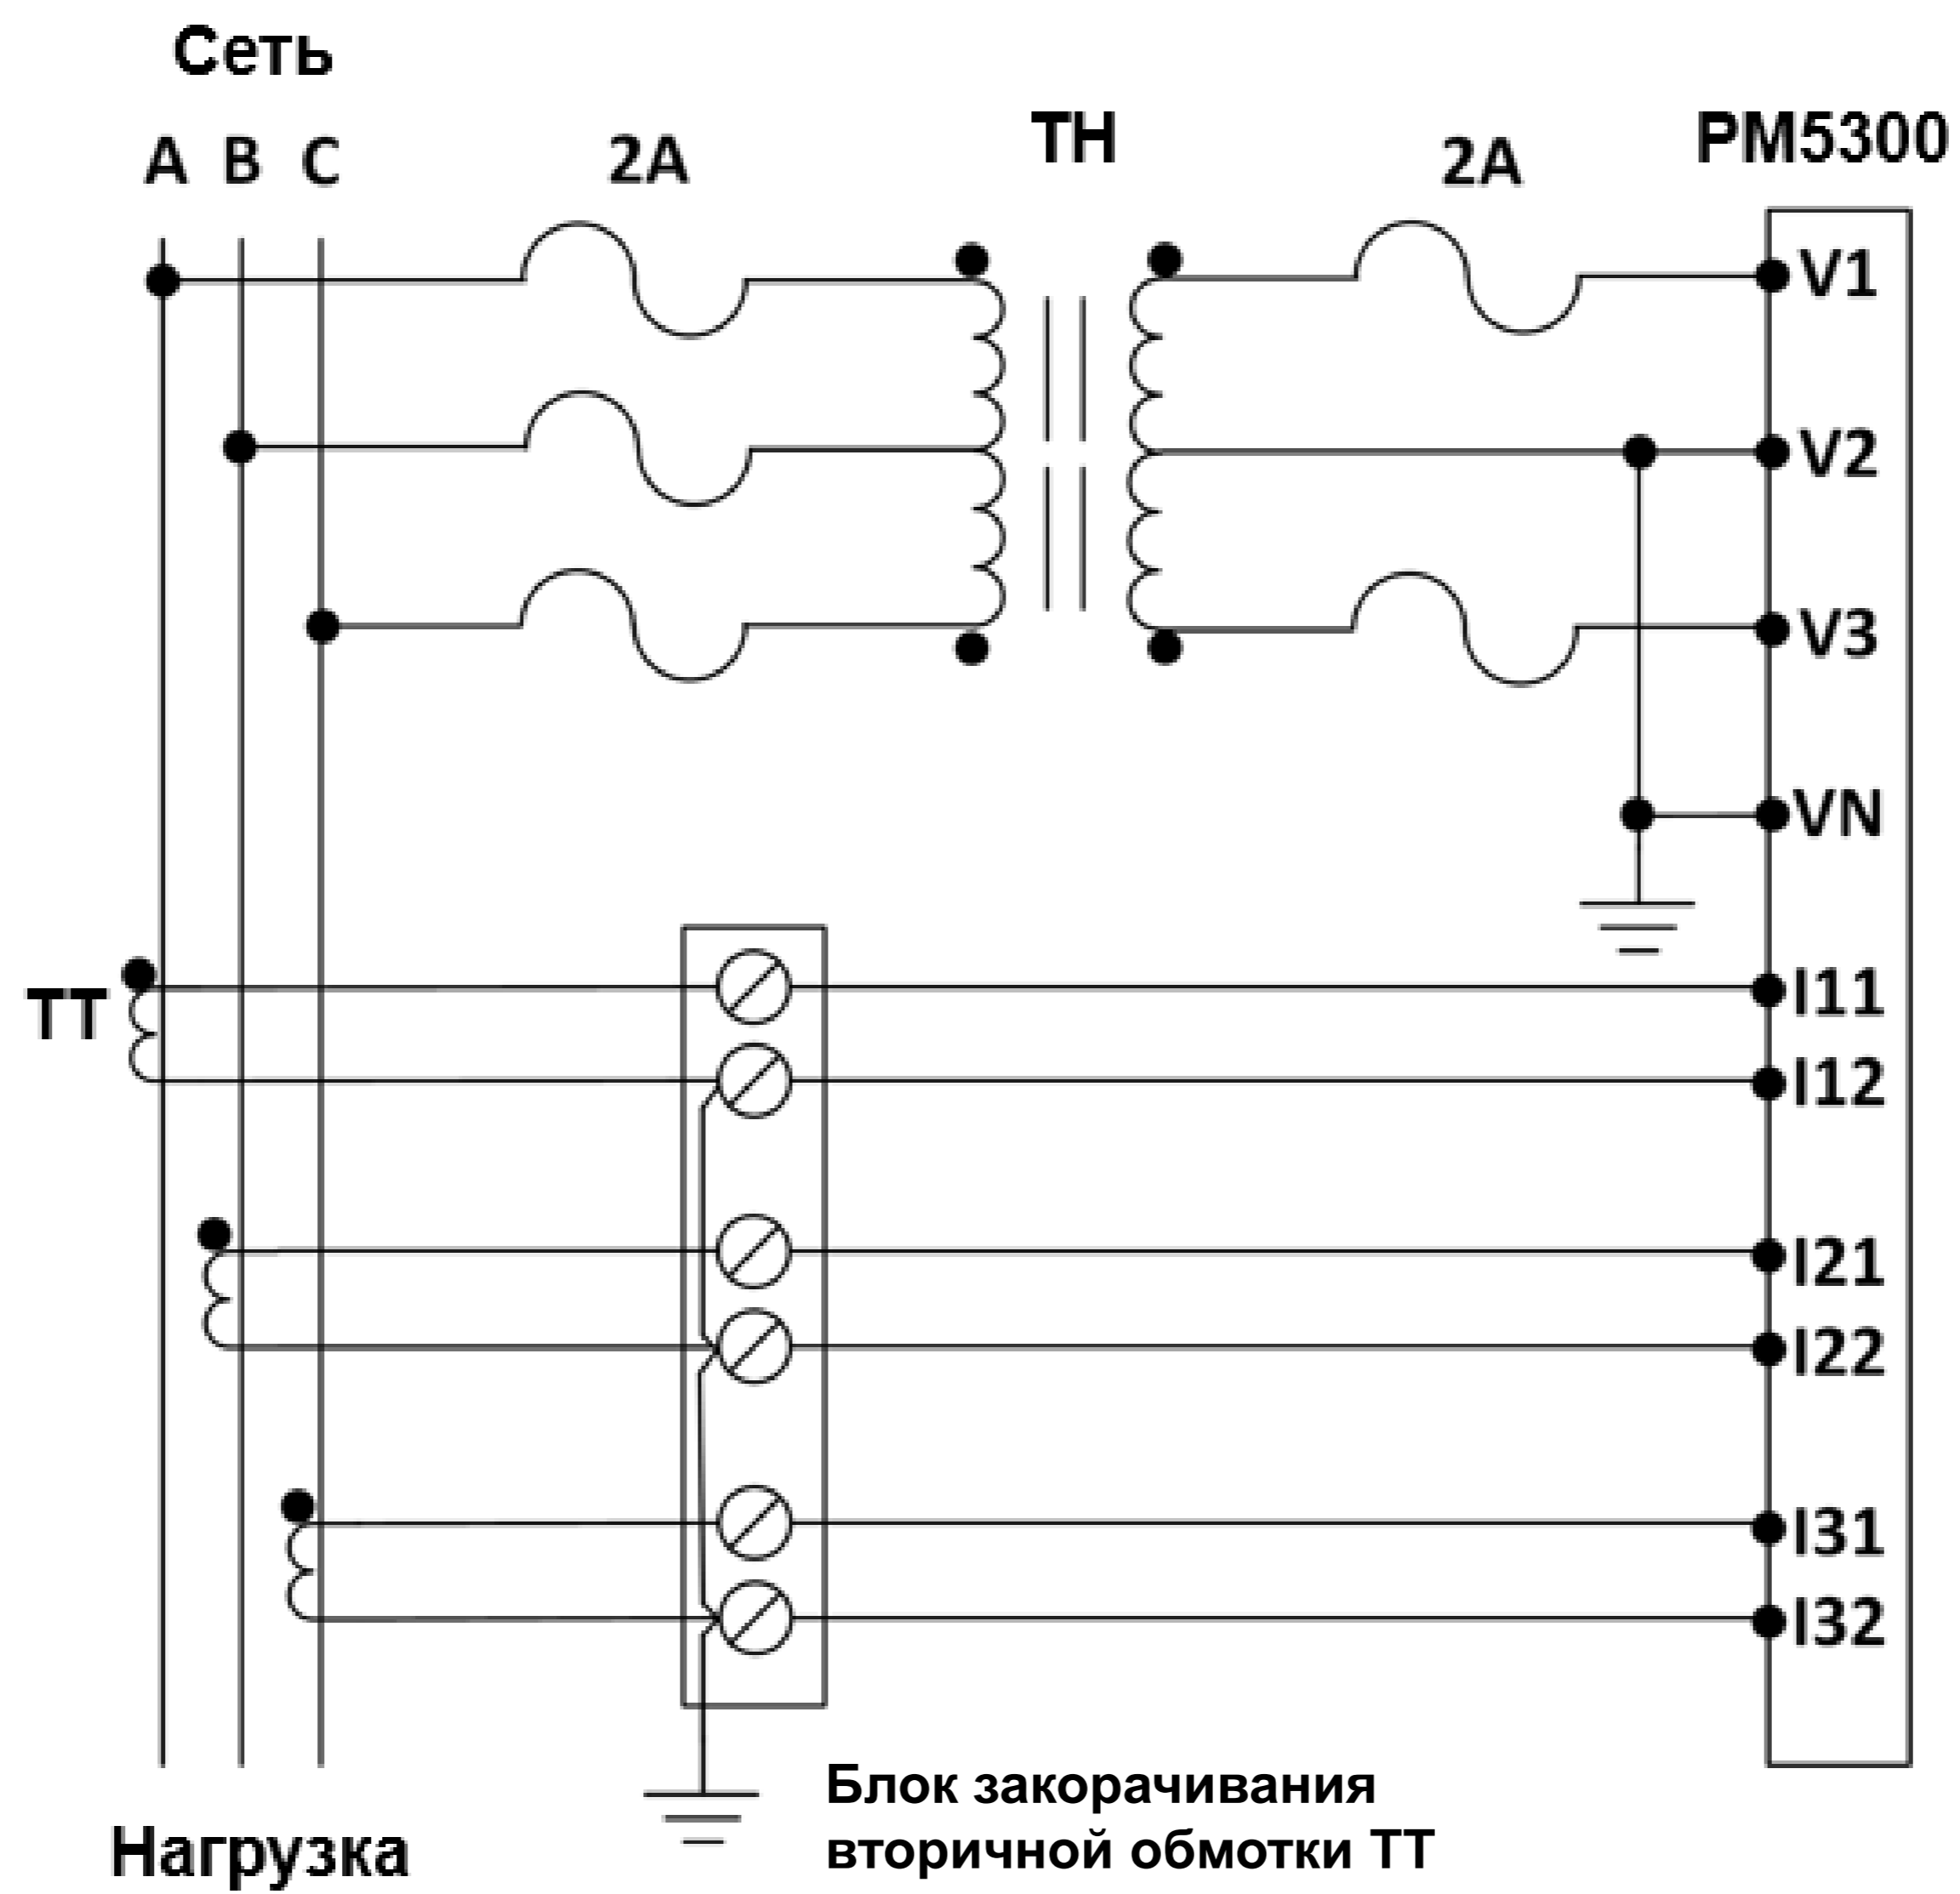 Сеть
A B C
2A
ТН
2A
PM5300
V1
V2
V3
VN
ТТ
I11
I12
I21
I22
I31
I32
Блок закорачивания
вторичной обмотки ТТ
Нагрузка